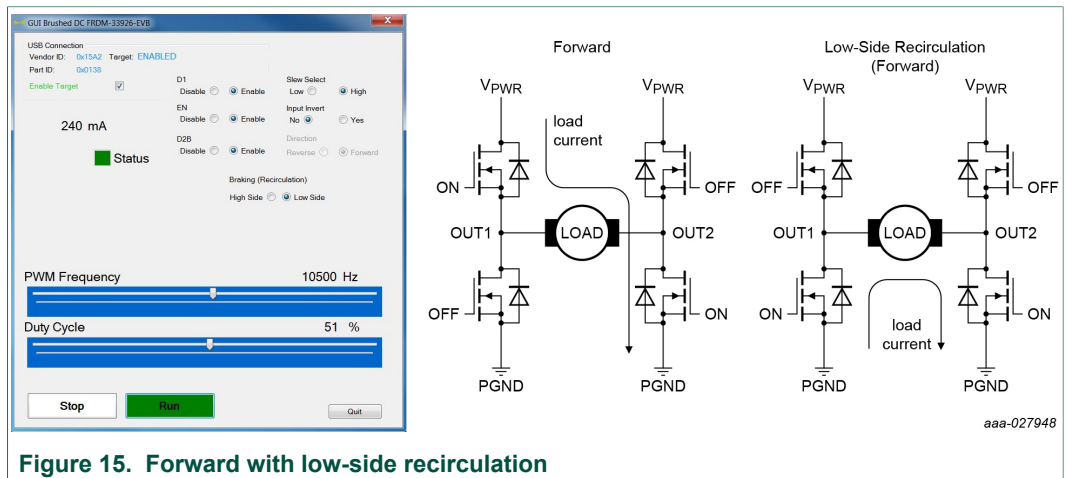 GUI Brushed DC FRDM-33926-EVB
X
USB Connection
Vendor ID: 0x15A2 Target: ENABLED
Part ID: 0x0138
Enable Target
240 mA
Status
D1
Disable Enable
EN
Disable Enable
D2B
Disable Enable
Slew Select
Low High
Input Invert
No Yes
Direction
Reverse Forward
Braking (Recirculation)
High Side Low Side
PWM Frequency 10500 Hz
Duty Cycle 51 %
Stop Run Quit
Forward
VPWR VPWR
load
current
ON OFF
OUT1 LOAD OUT2
OFF ON
PGND PGND
Low-Side Recirculation
(Forward)
VPWR VPWR
OFF OFF
OUT1 LOAD OUT2
ON ON
load
current
PGND PGND
aaa-027948
Figure 15. Forward with low-side recirculation